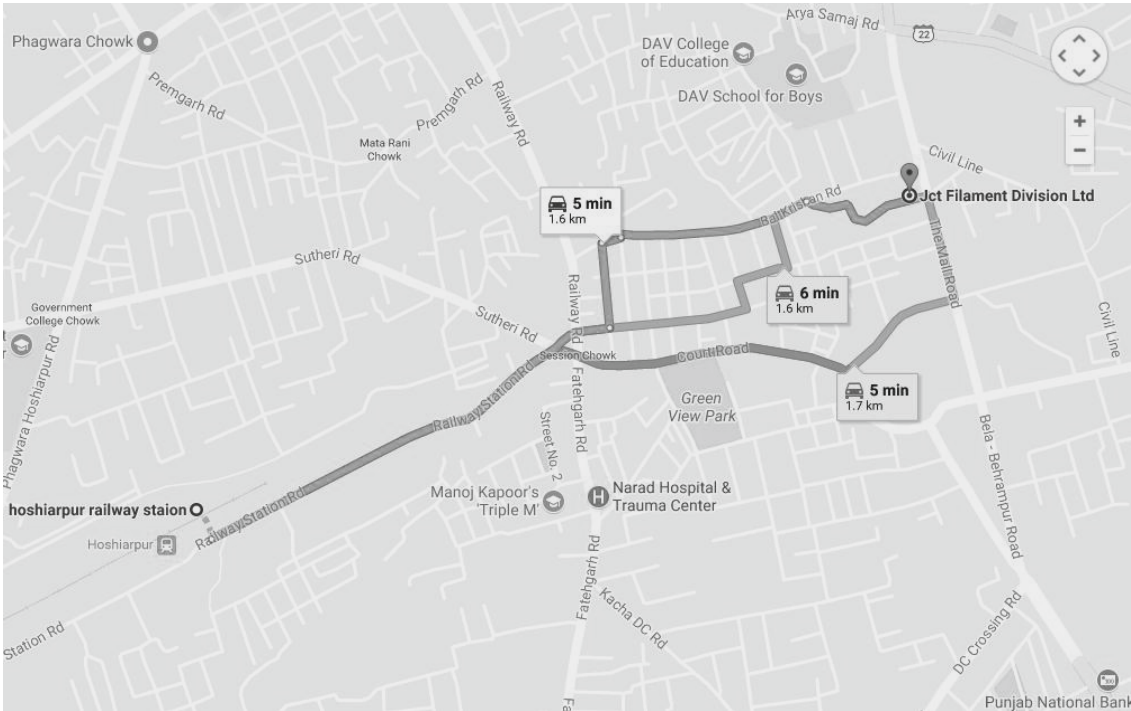 Arya Samaj Rd
22
Phagwara Chowk
DAV College
of Education
DAV School for Boys
Premgarh Rd
Premgarh Rd
Railway Rd
Mata Rani
Chowk
+
−
Civil Line
5 min
1.6 km
Bal Krishan Rd
Jct Filament Division Ltd
The Mall Road
Sutheri Rd
Railway Rd
6 min
1.6 km
Government
College Chowk
Sutheri Rd
Civil Line
Session Chowk
Court Road
Phagwara Hoshiarpur Rd
Railway Station Rd
Fatehgarh Rd
5 min
1.7 km
Green
View Park
Street No. 2
Bela - Behrampur Road
Manoj Kapoor's
'Triple M'
H
Narad Hospital &
Trauma Center
hoshiarpur railway staion
Railway Station Rd
Hoshiarpur
Fatehgarh Rd
Kacha DC Rd
Station Rd
DC Crossing Rd
Punjab National Bank